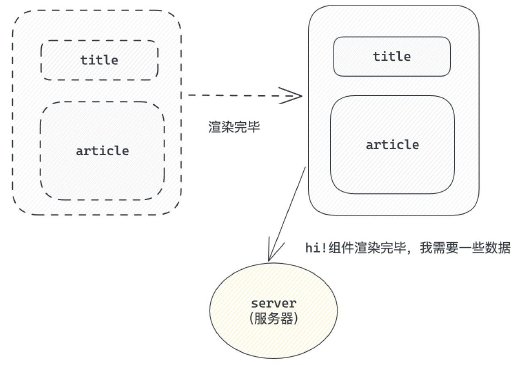 title
article
渲染完毕
title
article
hi!组件渲染完毕，我需要一些数据
server
(服务器)